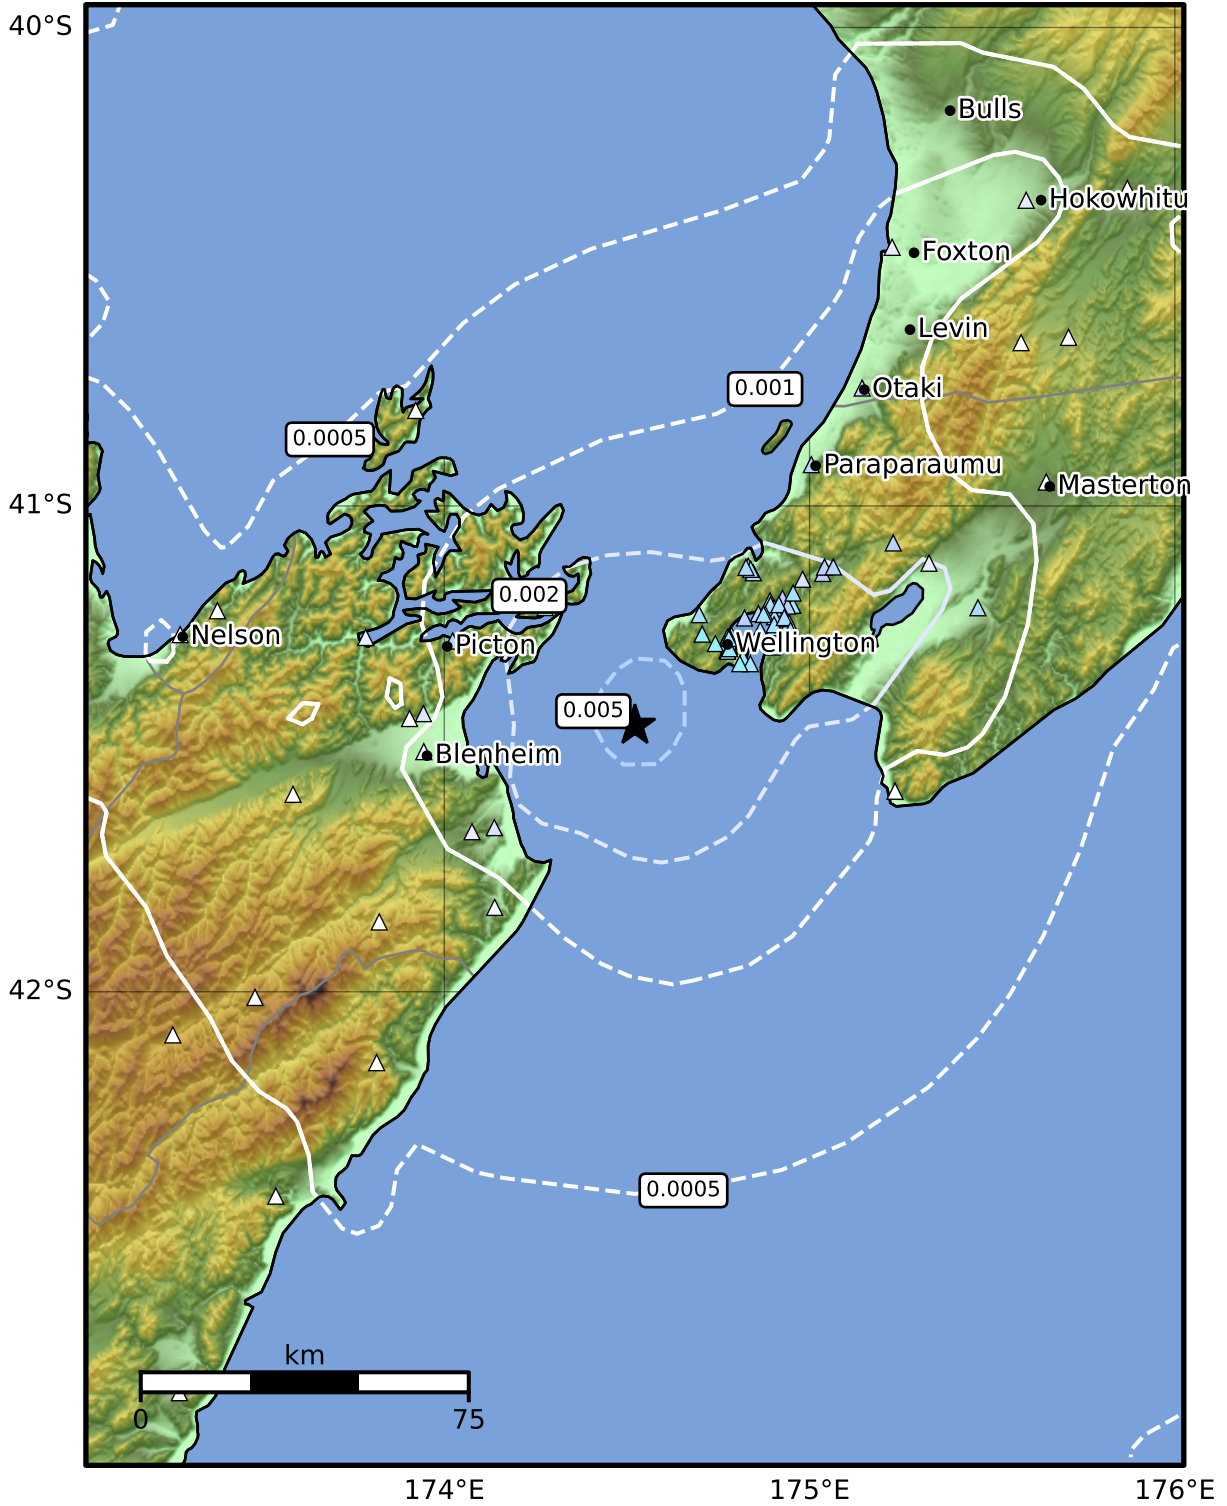 40°S
Bulls
Hokowhitu
Foxton
Levin
0.001
Otaki
0.0005
Paraparaumu
41°S
Masterton
0.002
Nelson
Picton
Wellington
0.005
Blenheim
42°S
0.0005
km
0
75
174°E
175°E
176°E